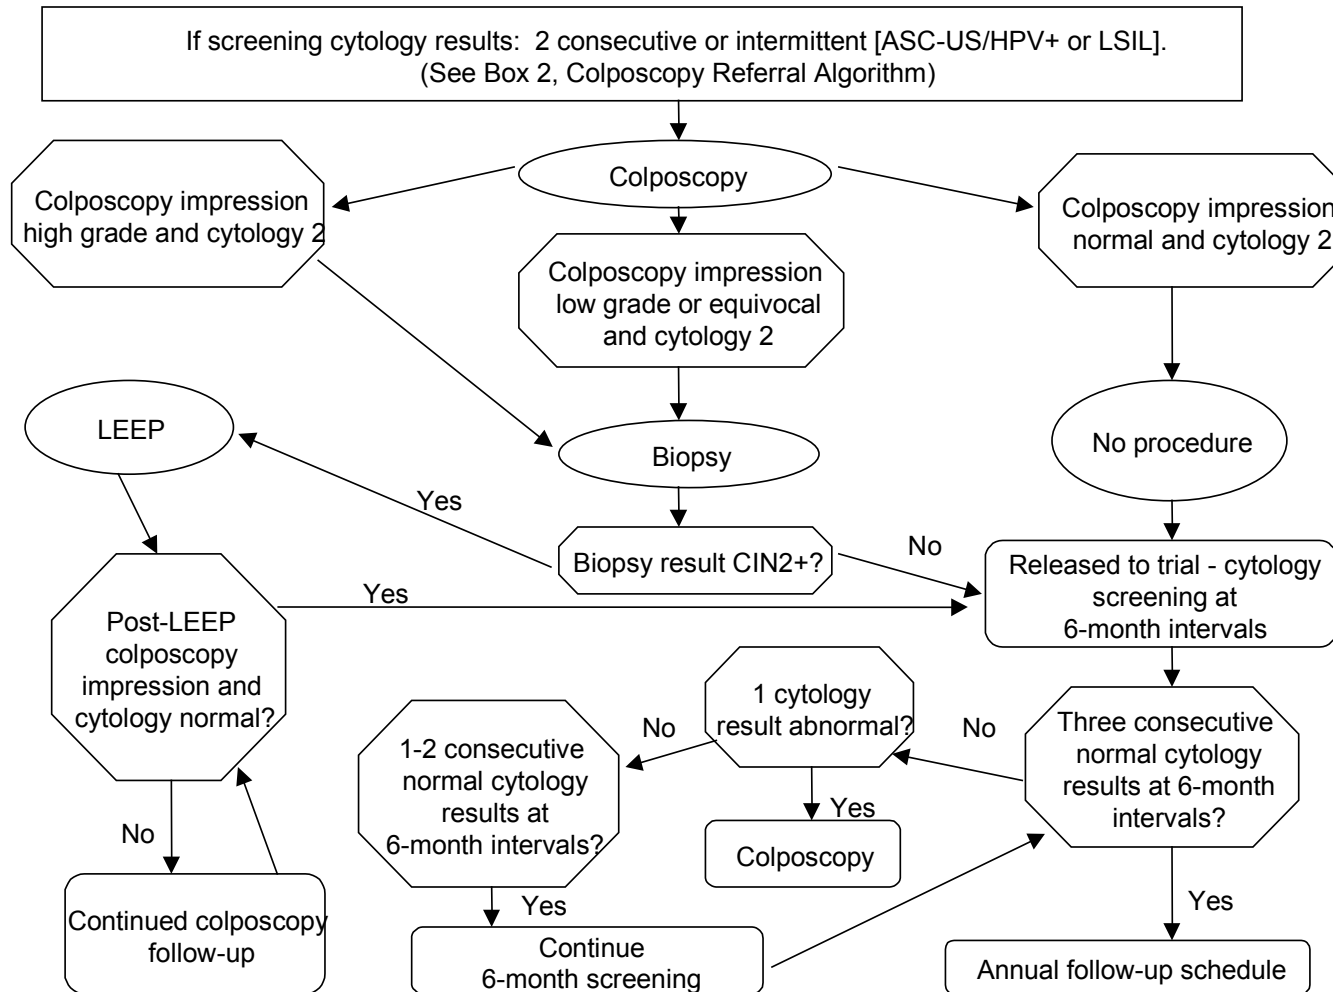 If screening cytology results: 2 consecutive or intermittent [ASC-US/HPV+ or LSIL].
(See Box 2, Colposcopy Referral Algorithm)
Colposcopy
Colposcopy impression
high grade and cytology 2
Colposcopy impression
low grade or equivocal
and cytology 2
Colposcopy impression
normal and cytology 2
LEEP
Biopsy
No procedure
Yes
Biopsy result CIN2+?
No
Released to trial - cytology
screening at
6-month intervals
Yes
Post-LEEP
colposcopy
impression and
cytology normal?
1 cytology
result abnormal?
No
No
Three consecutive
normal cytology
results at 6-month
intervals?
1-2 consecutive
normal cytology
results at
6-month intervals?
Yes
No
Colposcopy
Yes
Yes
Continued colposcopy
follow-up
Continue
6-month screening
Annual follow-up schedule